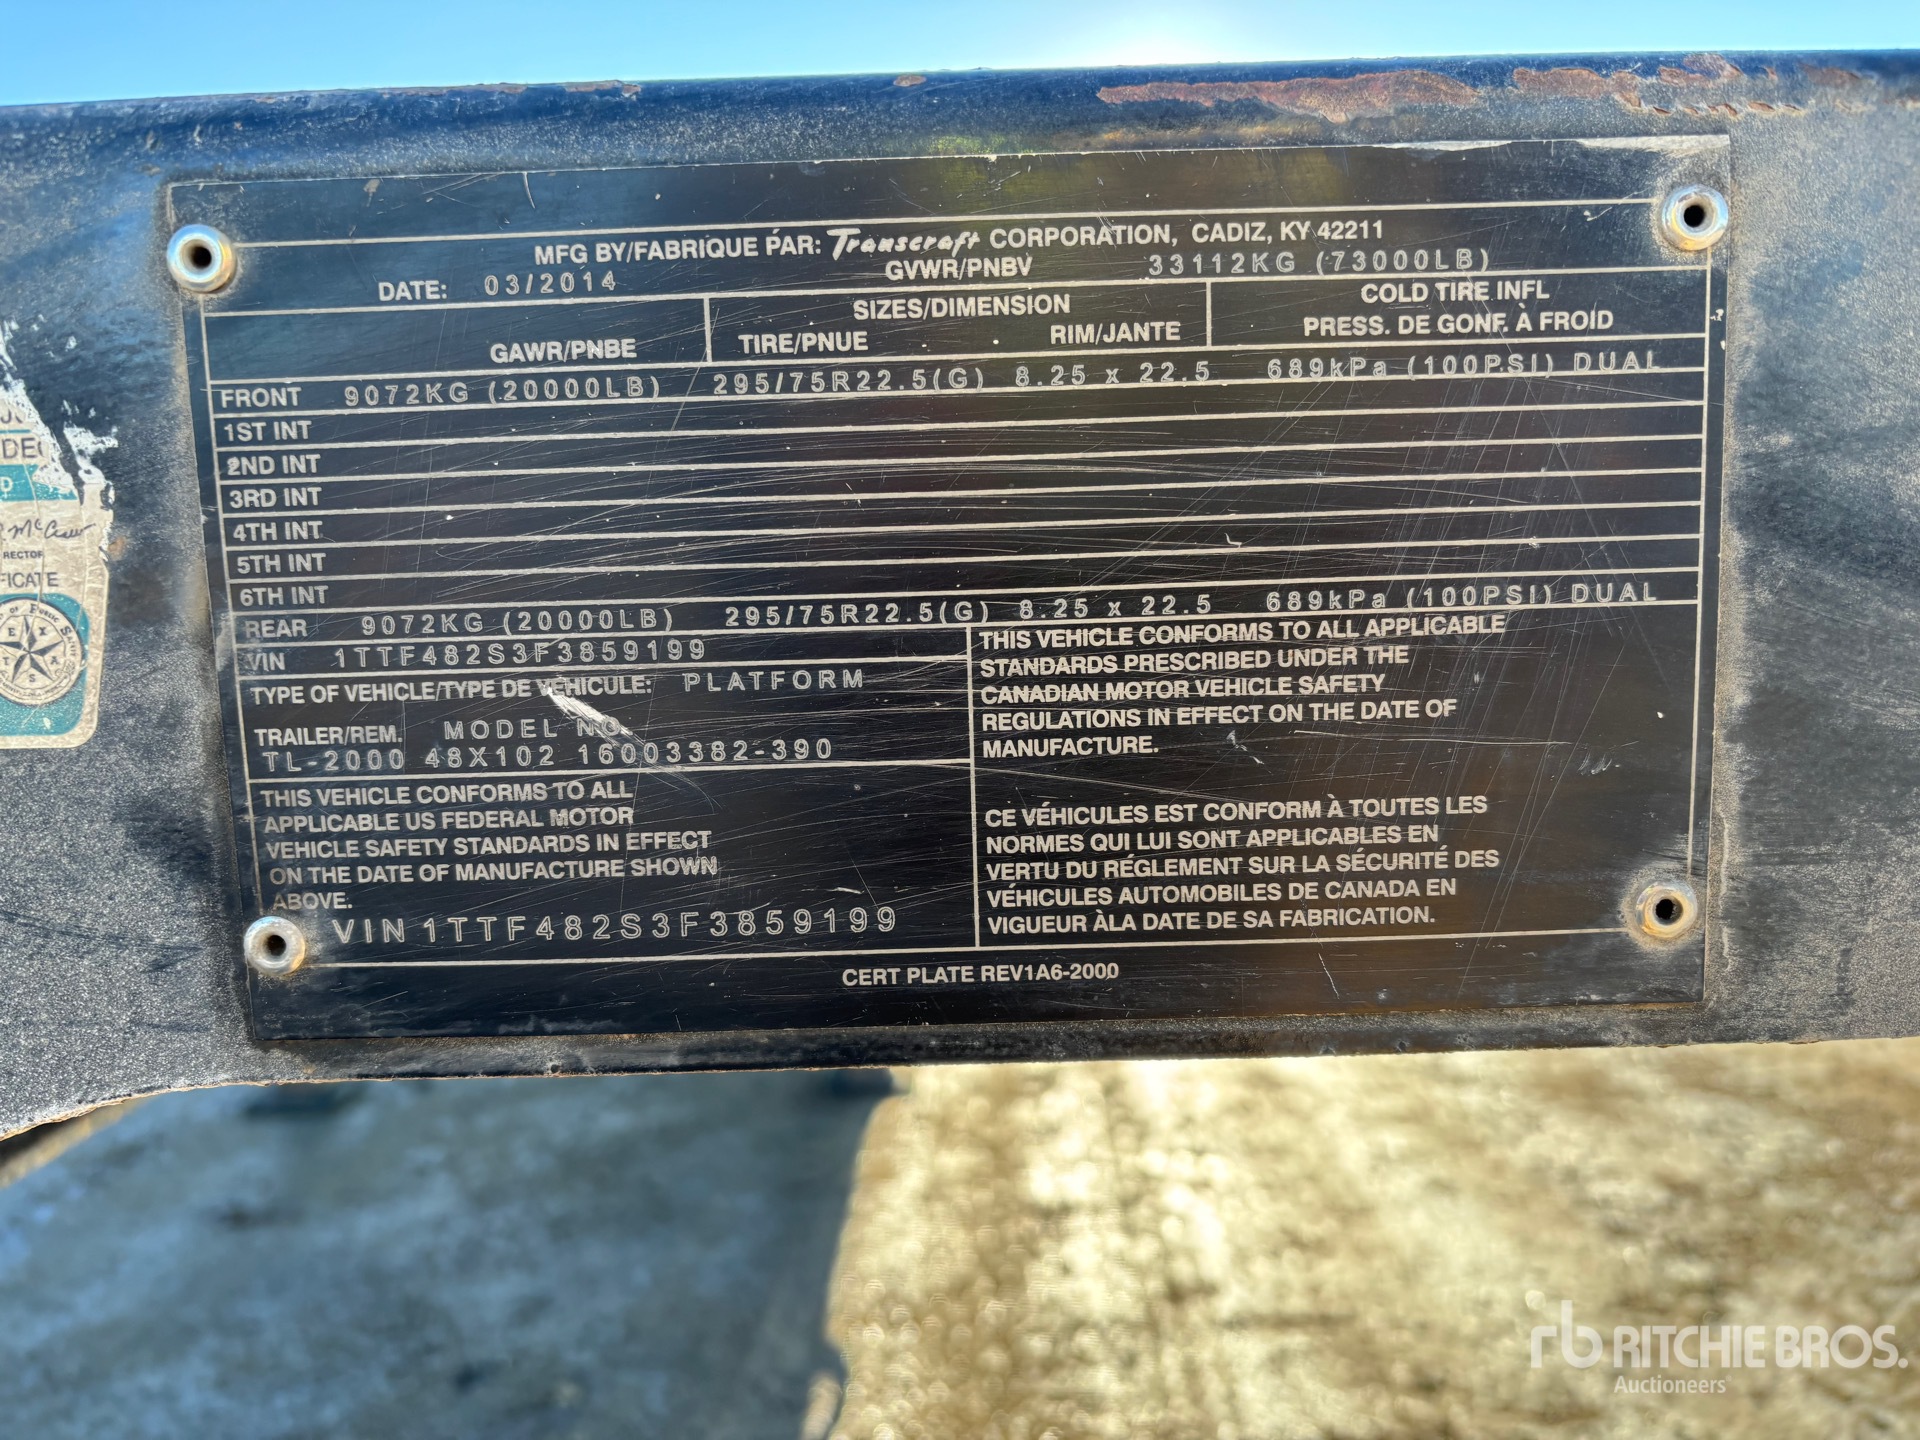 MFG BY/FABRIQUE PAR: Transcraft CORPORATION, CADIZ, KY 42211
DATE: 03/2014 GVWR/PNBV 33112KG (73000LB)
SIZES/DIMENSION COLD TIRE INFL
GAWR/PNBE TIRE/PNUE RIM/JANTE PRESS. DE GONF. À FROID
FRONT 9072KG (20000LB) 295/75R22.5(G) 8.25 x 22.5 689kPa (100PSI) DUAL
1ST INT
2ND INT
3RD INT
4TH INT
5TH INT
6TH INT
REAR 9072KG (20000LB) 295/75R22.5(G) 8.25 x 22.5 689kPa (100PSI) DUAL
VIN 1TTF482S3F3859199
TYPE OF VEHICLE/TYPE DE VÉHICULE: PLATFORM
TRAILER/REM. MODEL NO.
TL-2000 48X102 16003382-390
THIS VEHICLE CONFORMS TO ALL
APPLICABLE US FEDERAL MOTOR
VEHICLE SAFETY STANDARDS IN EFFECT
ON THE DATE OF MANUFACTURE SHOWN
ABOVE.
VIN 1TTF482S3F3859199
THIS VEHICLE CONFORMS TO ALL APPLICABLE
STANDARDS PRESCRIBED UNDER THE
CANADIAN MOTOR VEHICLE SAFETY
REGULATIONS IN EFFECT ON THE DATE OF
MANUFACTURE.
CE VÉHICULES EST CONFORM À TOUTES LES
NORMES QUI LUI SONT APPLICABLES EN
VERTU DU RÉGLEMENT SUR LA SÉCURITÉ DES
VÉHICULES AUTOMOBILES DE CANADA EN
VIGUEUR ÀLA DATE DE SA FABRICATION.
CERT PLATE REV1A6-2000
McCraw
RECTOR
FICATE
rb RITCHIE BROS.
Auctioneers